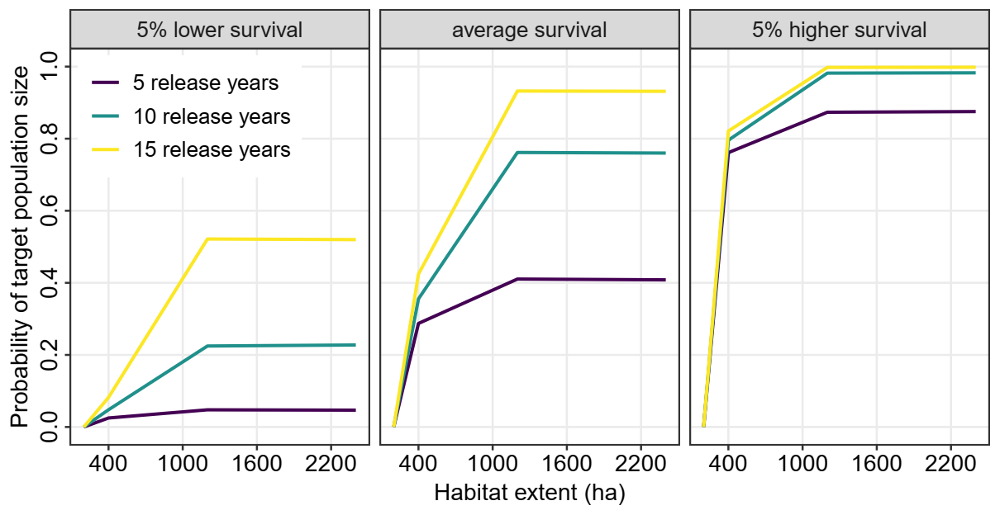 5% lower survival
average survival
5% higher survival
Probability of target population size
1.0
0.8
0.6
0.4
0.2
0.0
5 release years
10 release years
15 release years
400 1000 1600 2200
400 1000 1600 2200
400 1000 1600 2200
Habitat extent (ha)